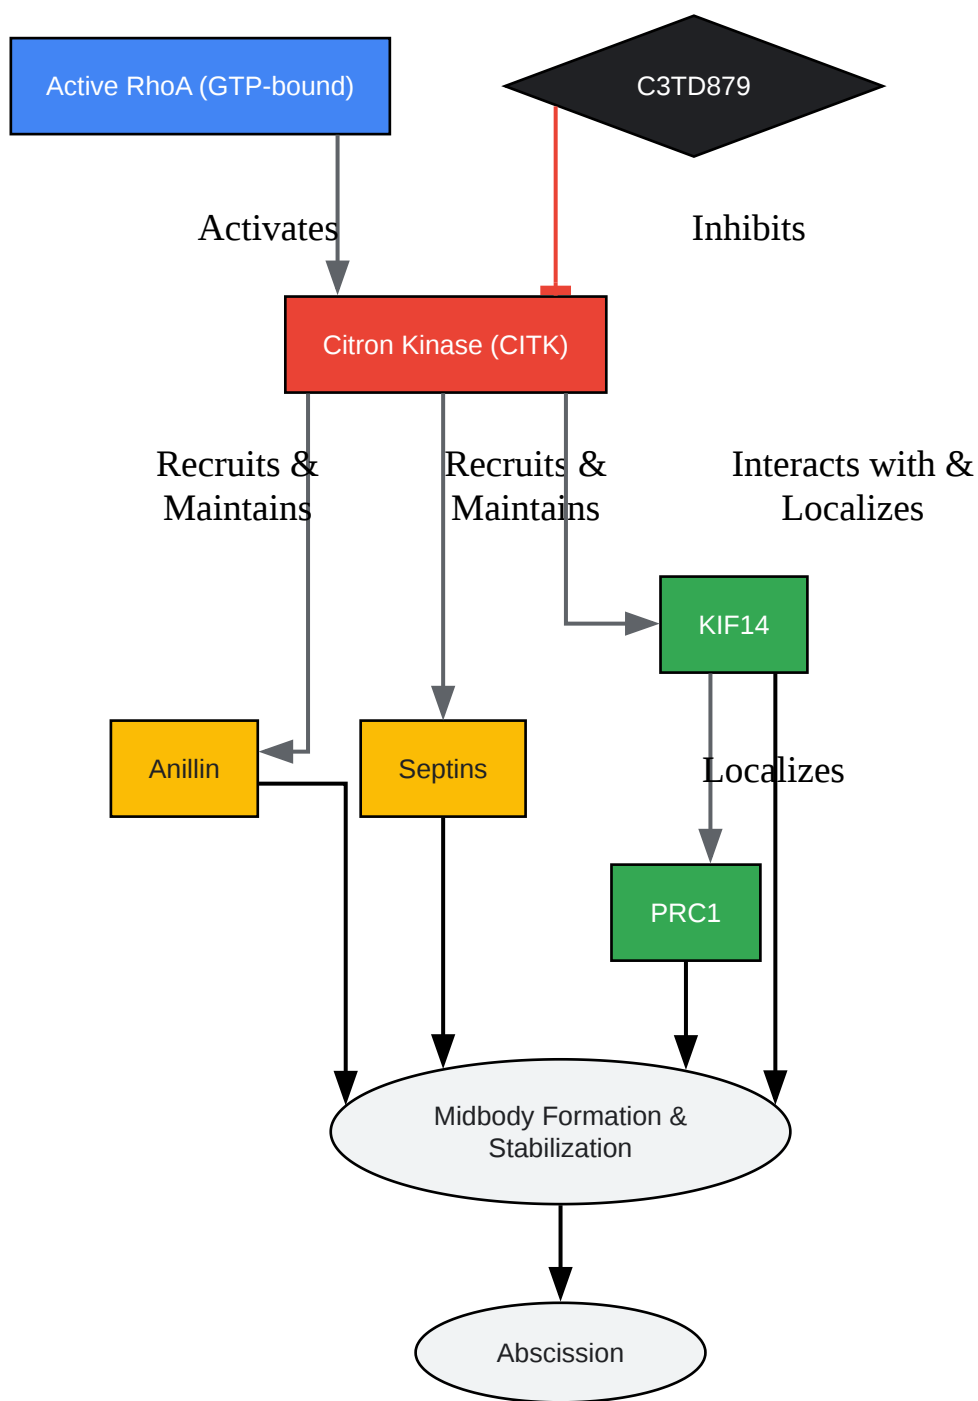 Active RhoA (GTP-bound)
C3TD879
Activates
Inhibits
Citron Kinase (CITK)
Recruits &
Maintains
Recruits &
Maintains
Interacts with &
Localizes
KIF14
Anillin
Septins
Localizes
PRC1
Midbody Formation &
Stabilization
Abscission